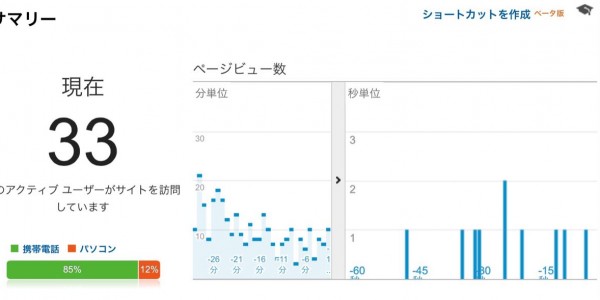 サマリー
ショートカットを作成 ベータ版
現在
33
のアクティブ ユーザーがサイトを訪問
しています
携帯電話 パソコン
85% 12%
ページビュー数
分単位
30
20
10
-26
分
-21
分
-16
分
-11
分
-6
分
秒単位
3
2
1
-60
-45
-30
-15